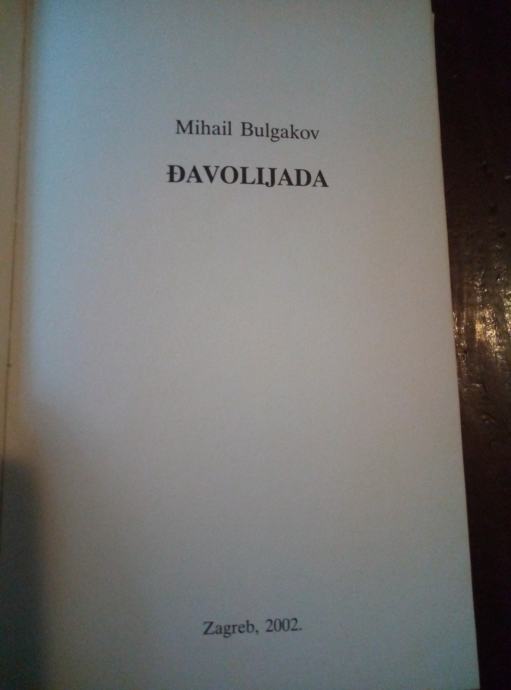 Mihail Bulgakov
ĐAVOLIJADA
Zagreb, 2002.